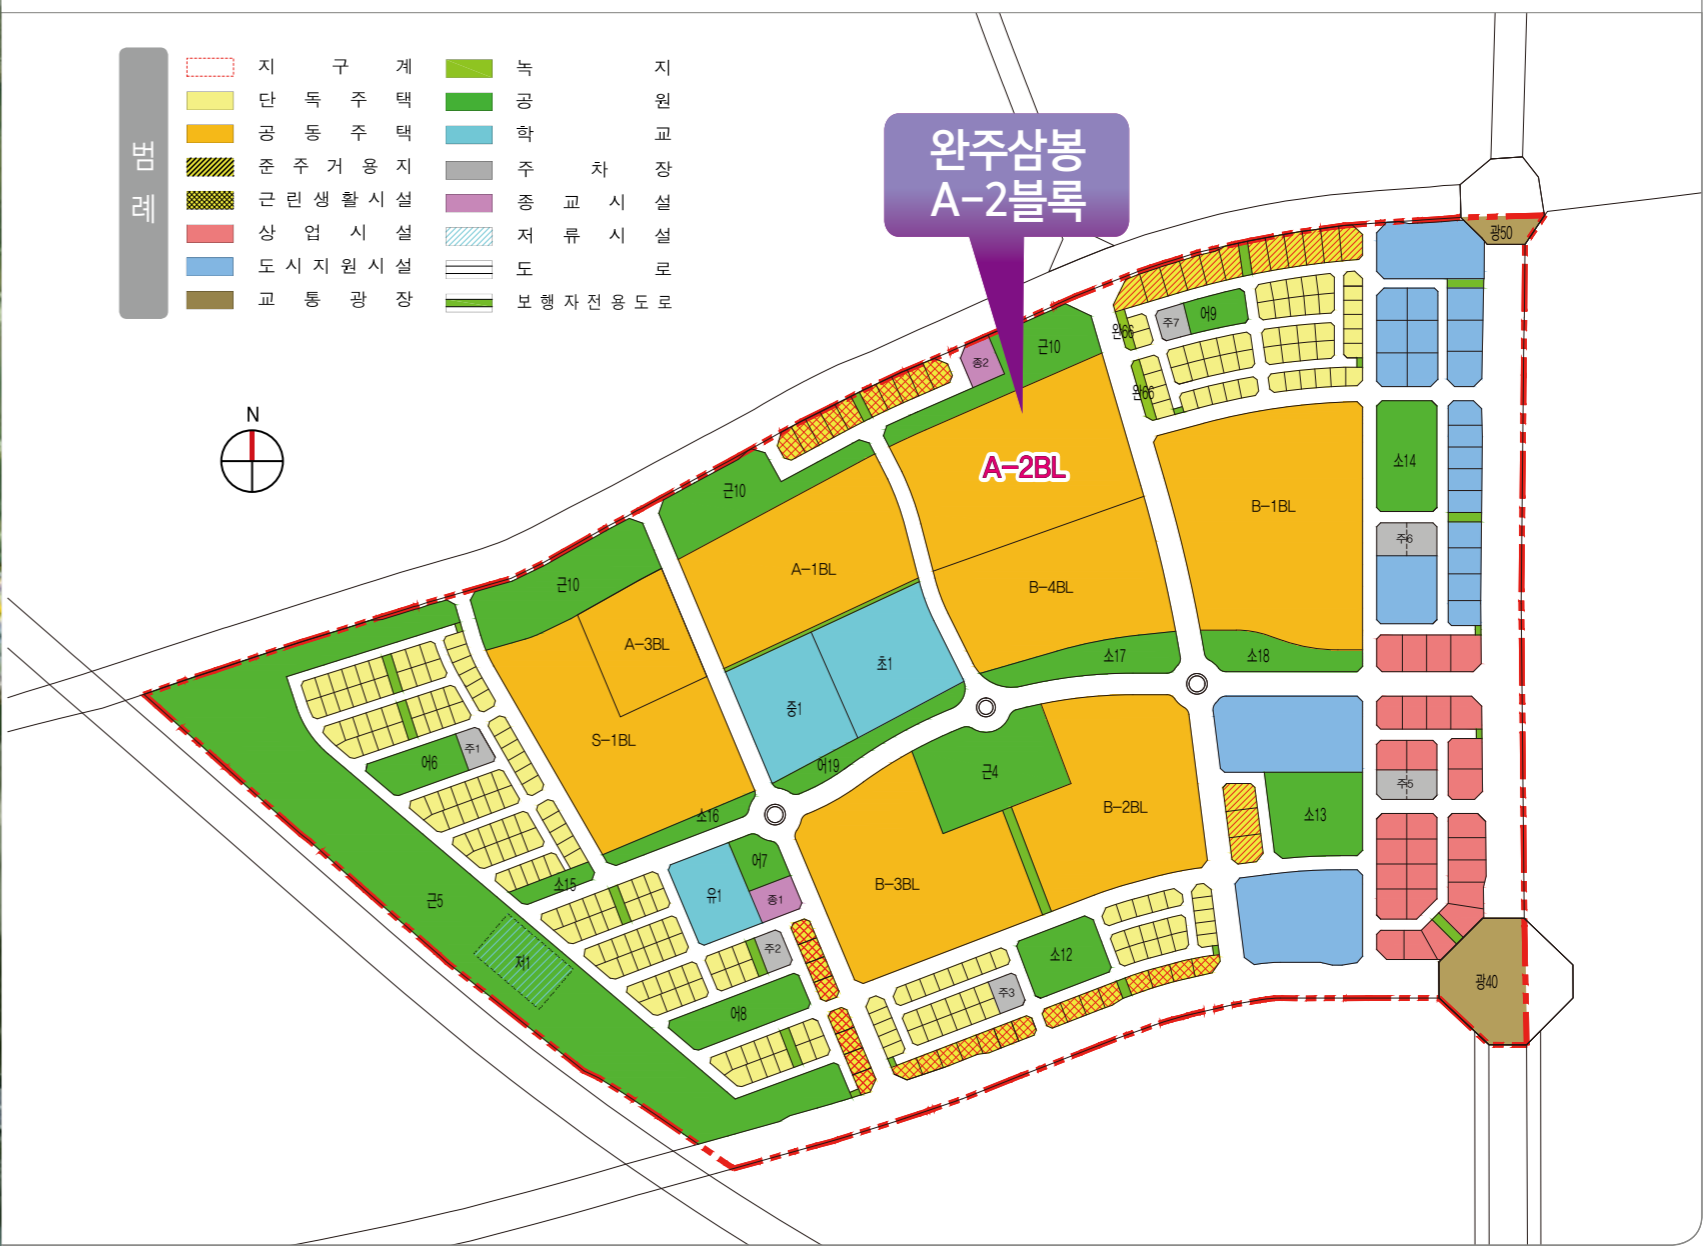 범례
지구계
단독주택
공동주택
준주거용지
근린생활시설
상업시설
도시지원시설
교통광장
녹지
공원
학교
주차장
종교시설
저류시설
도로
보행자전용도로
N
완주삼봉
A-2블록
광50
완66
주7
어9
근10
종2
완66
A-2BL
소14
근10
B-1BL
주6
근10
A-1BL
B-4BL
A-3BL
초1
소17
소18
중1
S-1BL
어6
주1
어19
근4
B-2BL
주5
소16
소13
어7
B-3BL
소15
유1
종1
근5
주2
소12
저1
주3
광40
어8